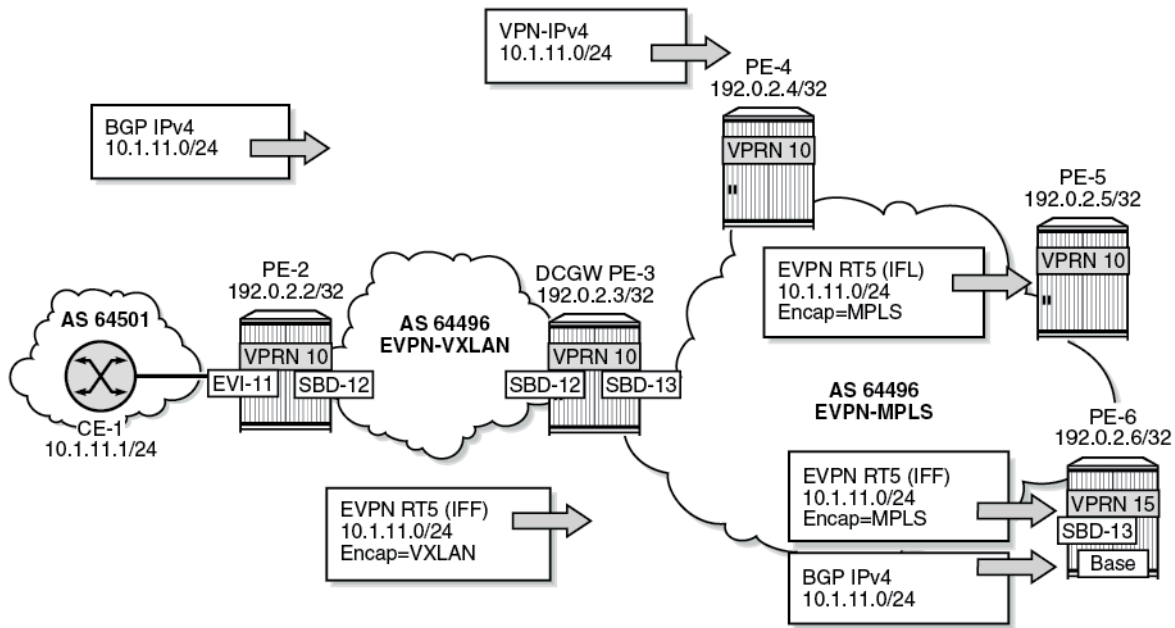 VPN-IPv4
10.1.11.0/24
PE-4
192.0.2.4/32
VPRN 10
BGP IPv4
10.1.11.0/24
PE-5
192.0.2.5/32
VPRN 10
EVPN RT5 (IFL)
10.1.11.0/24
Encap=MPLS
PE-2
192.0.2.2/32
VPRN 10
EVI-11
SBD-12
AS 64501
CE-1
10.1.11.1/24
AS 64496
EVPN-VXLAN
DCGW PE-3
192.0.2.3/32
VPRN 10
SBD-12
SBD-13
AS 64496
EVPN-MPLS
PE-6
192.0.2.6/32
VPRN 15
SBD-13
Base
EVPN RT5 (IFF)
10.1.11.0/24
Encap=VXLAN
EVPN RT5 (IFF)
10.1.11.0/24
Encap=MPLS
BGP IPv4
10.1.11.0/24